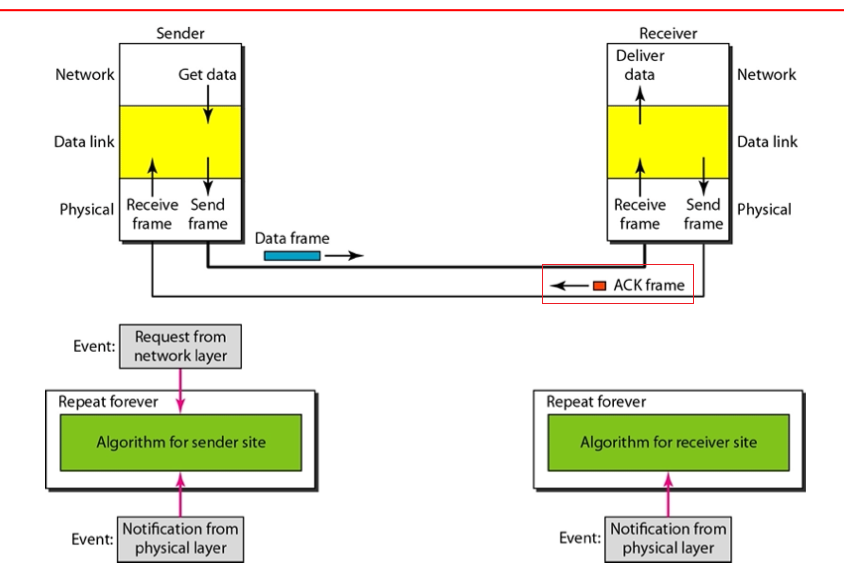 Sender
Receiver
Network
Get data
Deliver
data
Network
Data link
Data link
Physical
Receive
frame
Send
frame
Receive
frame
Send
frame
Physical
Data frame
ACK frame
Event:
Request from
network layer
Repeat forever
Algorithm for sender site
Event:
Notification from
physical layer
Repeat forever
Algorithm for receiver site
Event:
Notification from
physical layer